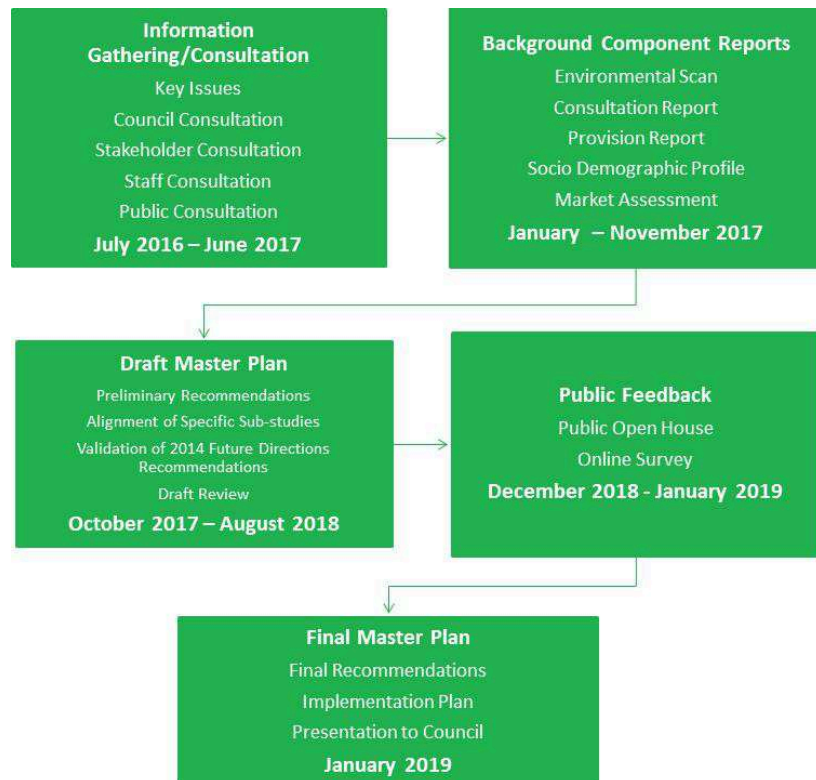 Information
Gathering/Consultation
Key Issues
Council Consultation
Stakeholder Consultation
Staff Consultation
Public Consultation
July 2016 – June 2017
Background Component Reports
Environmental Scan
Consultation Report
Provision Report
Socio Demographic Profile
Market Assessment
January – November 2017
Draft Master Plan
Preliminary Recommendations
Alignment of Specific Sub-studies
Validation of 2014 Future Directions
Recommendations
Draft Review
October 2017 – August 2018
Public Feedback
Public Open House
Online Survey
December 2018 - January 2019
Final Master Plan
Final Recommendations
Implementation Plan
Presentation to Council
January 2019